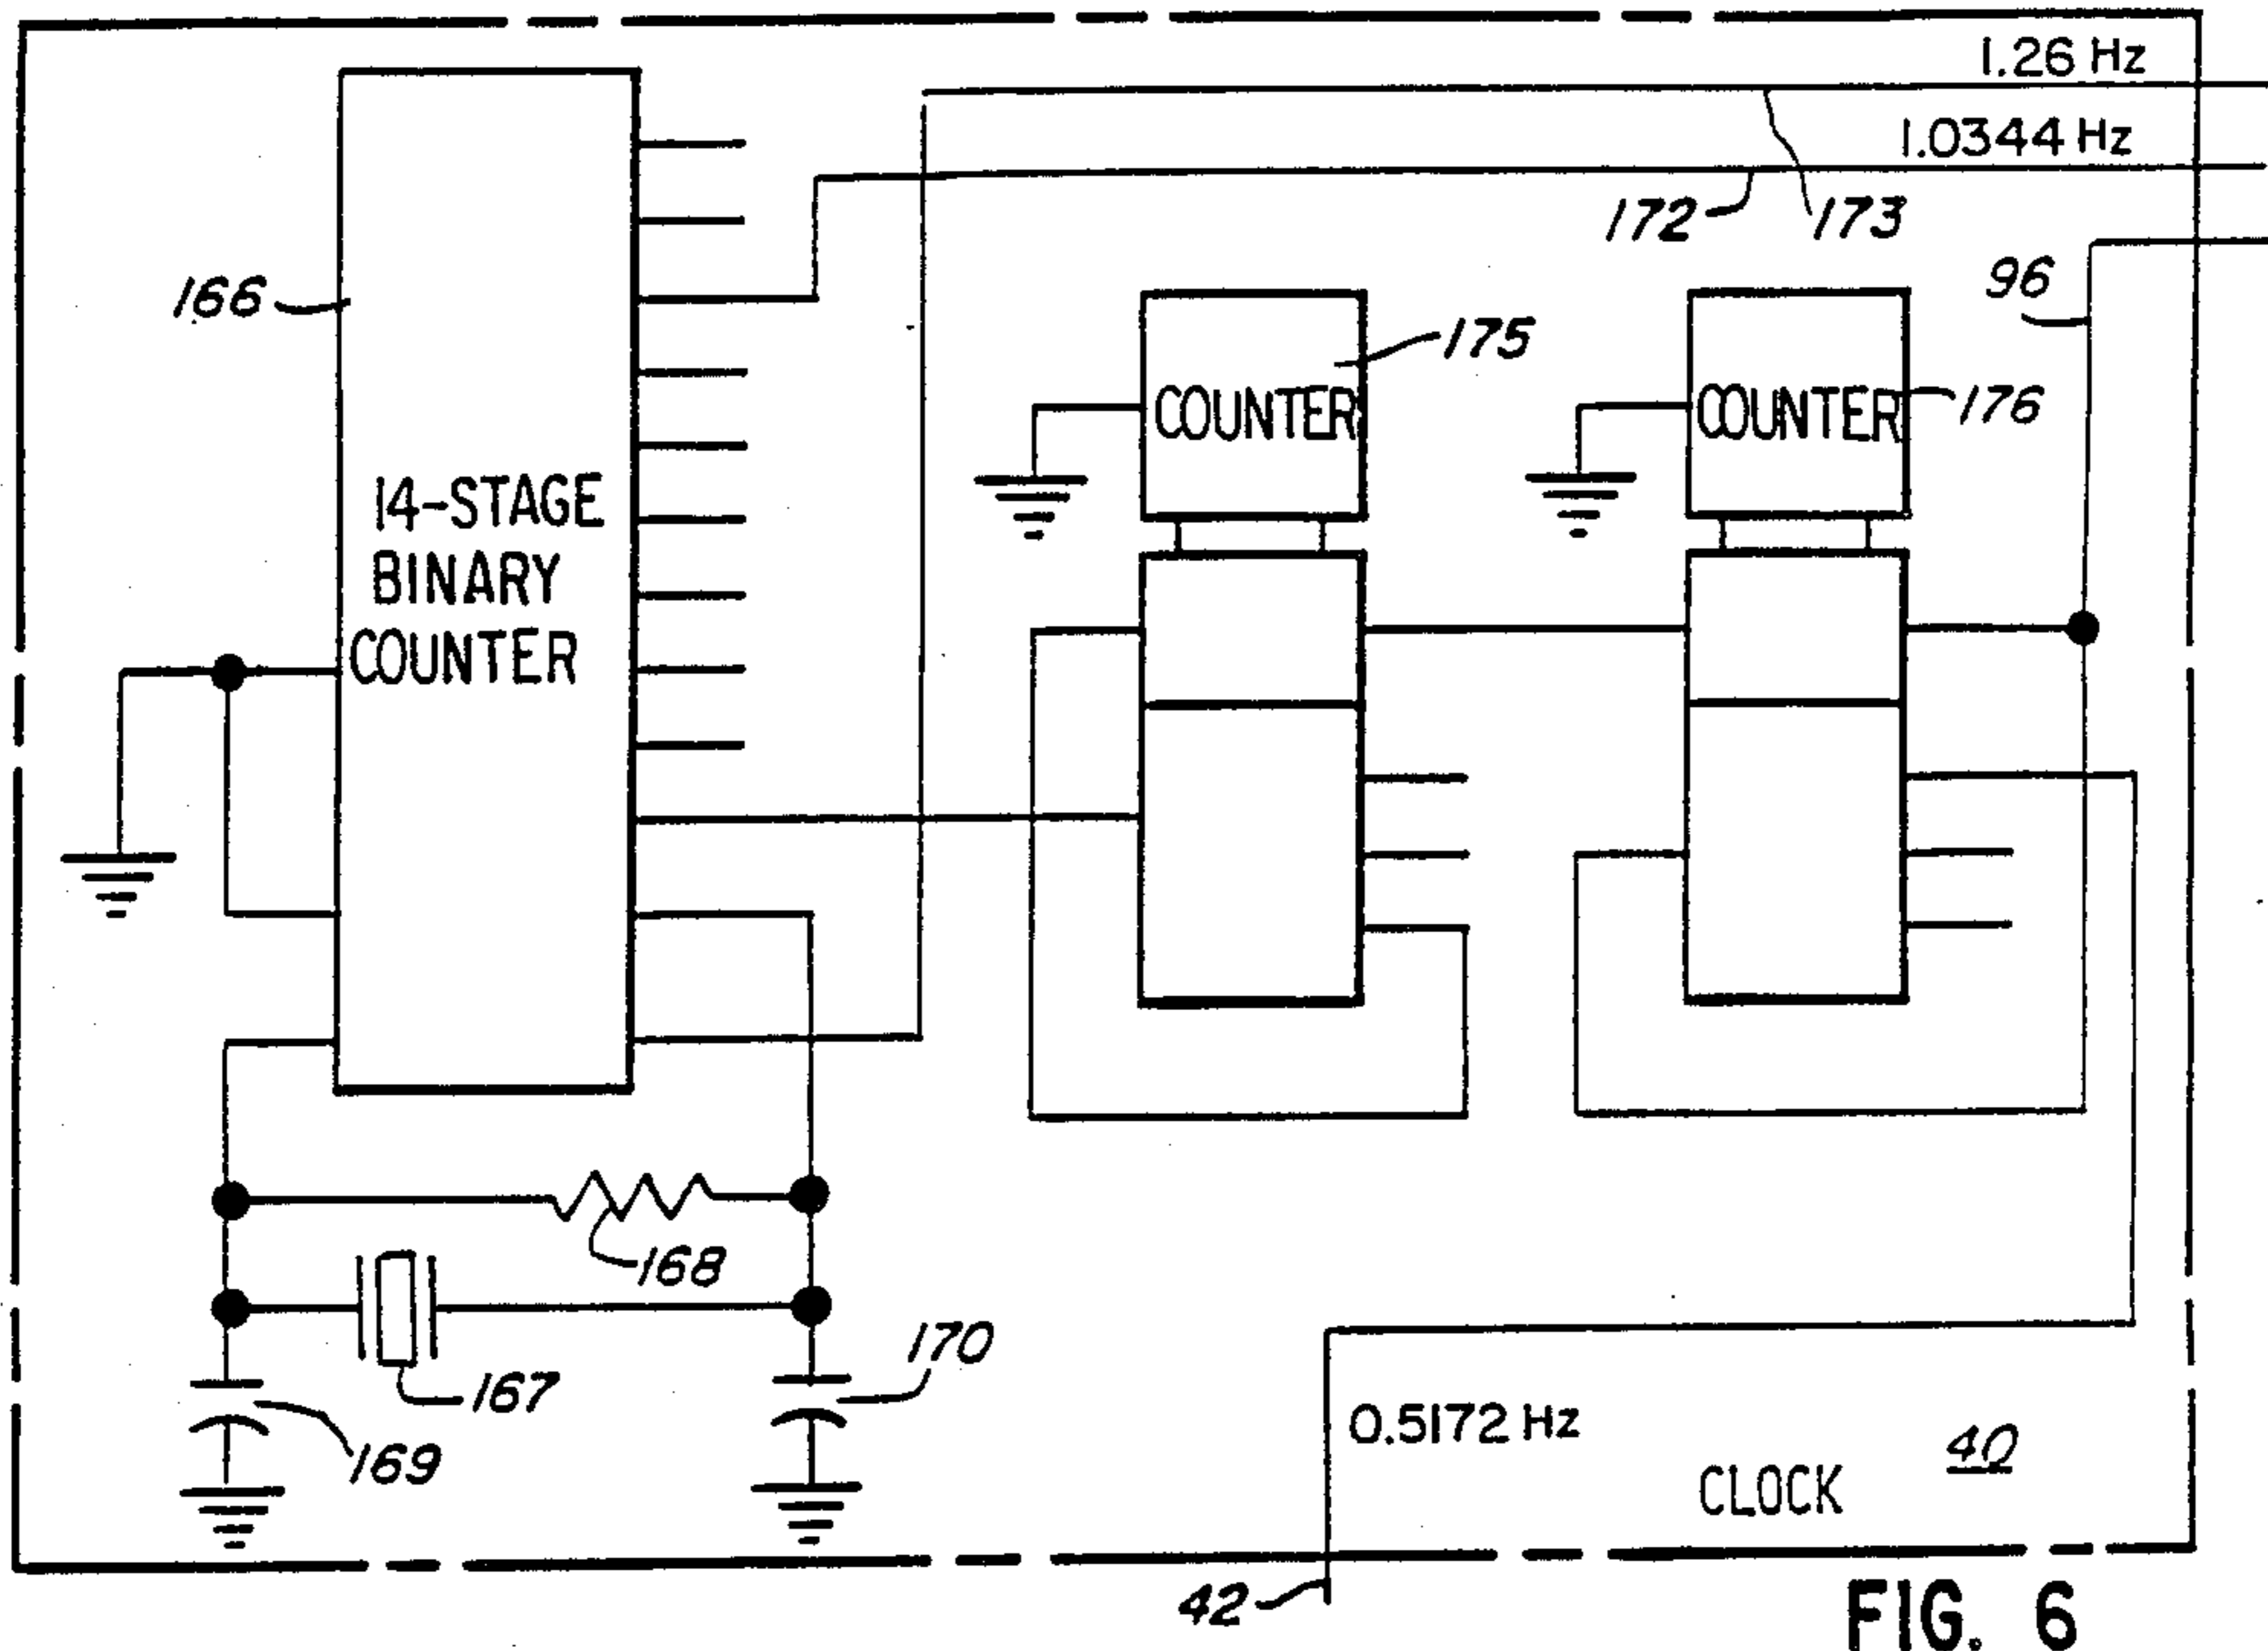 1.26 Hz
1.0344 Hz
172
173
96
166
175
COUNTER
COUNTER
176
14-STAGE
BINARY
COUNTER
168
170
167
169
0.5172 Hz
40
CLOCK
42
FIG. 6